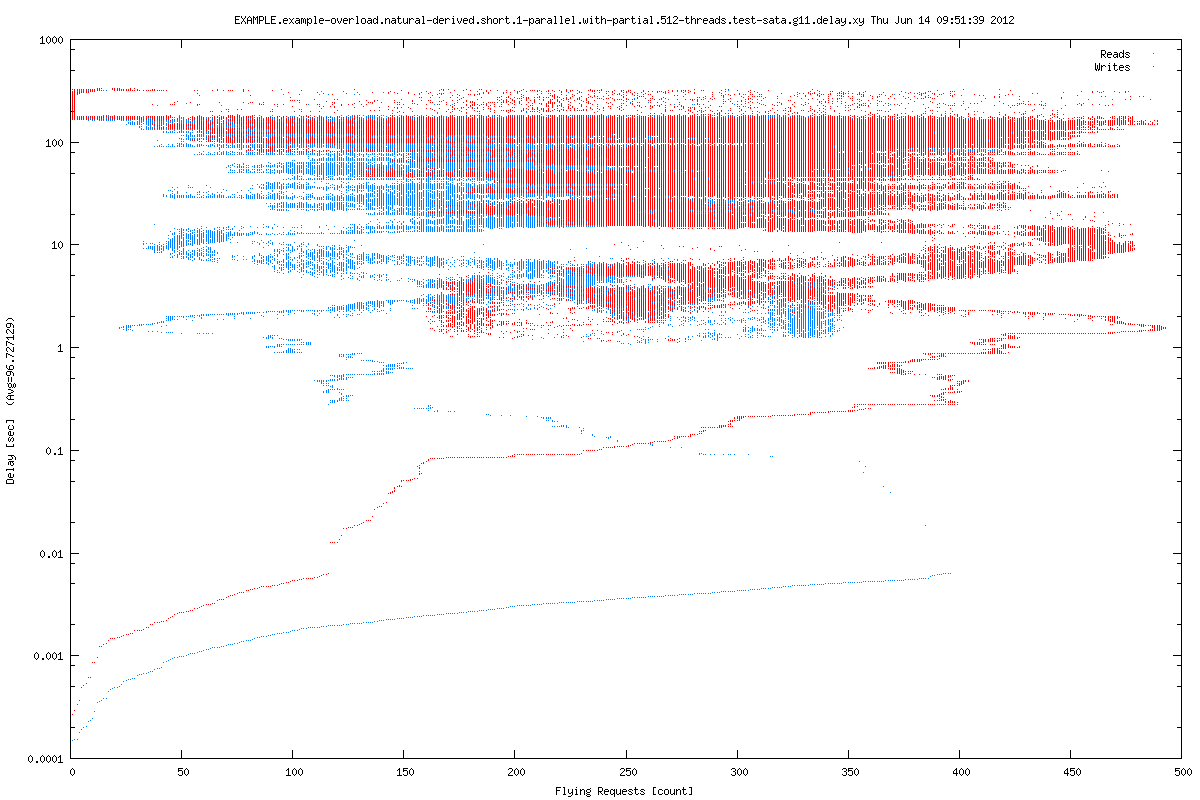 EXAMPLE.example-overload.natural-derived.short.1-parallel.with-partial.512-threads.test-sata.g11.delay.xy Thu Jun 14 09:51:39 2012
Reads
Writes
1000
100
10
1
0.1
0.01
0.001
0.0001
Delay [sec] (Avg=96.727129)
0 50 100 150 200 250 300 350 400 450 500
Flying Requests [count]